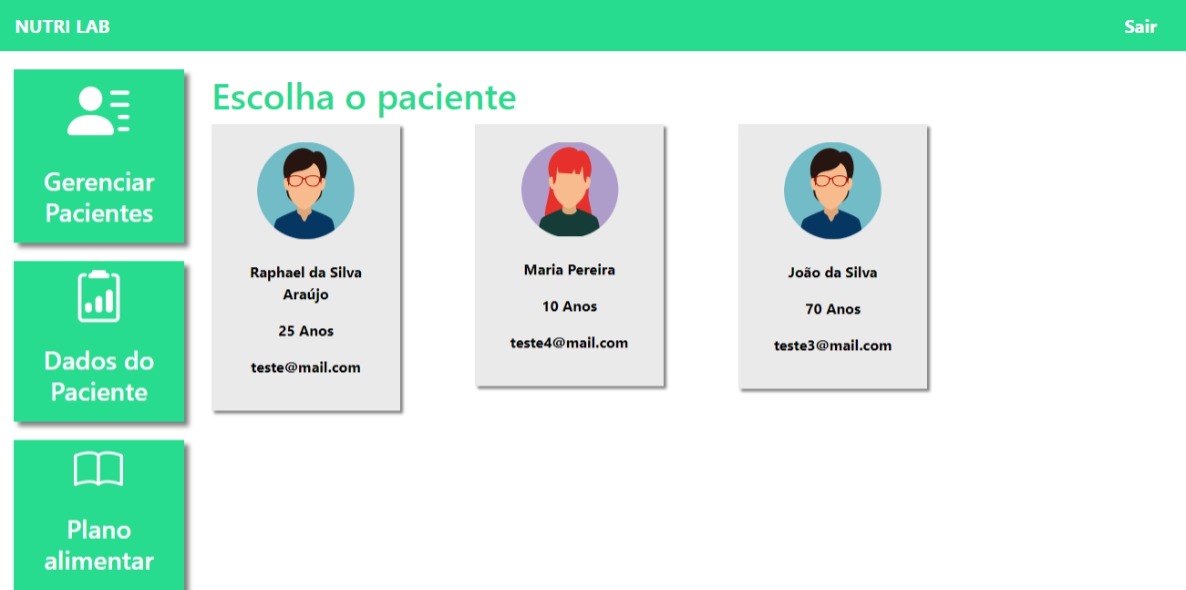 NUTRI LAB
Sair
Gerenciar
Pacientes
Dados do
Paciente
Plano
alimentar
Escolha o paciente
Raphael da Silva
Araújo
25 Anos
teste@mail.com
Maria Pereira
10 Anos
teste4@mail.com
João da Silva
70 Anos
teste3@mail.com